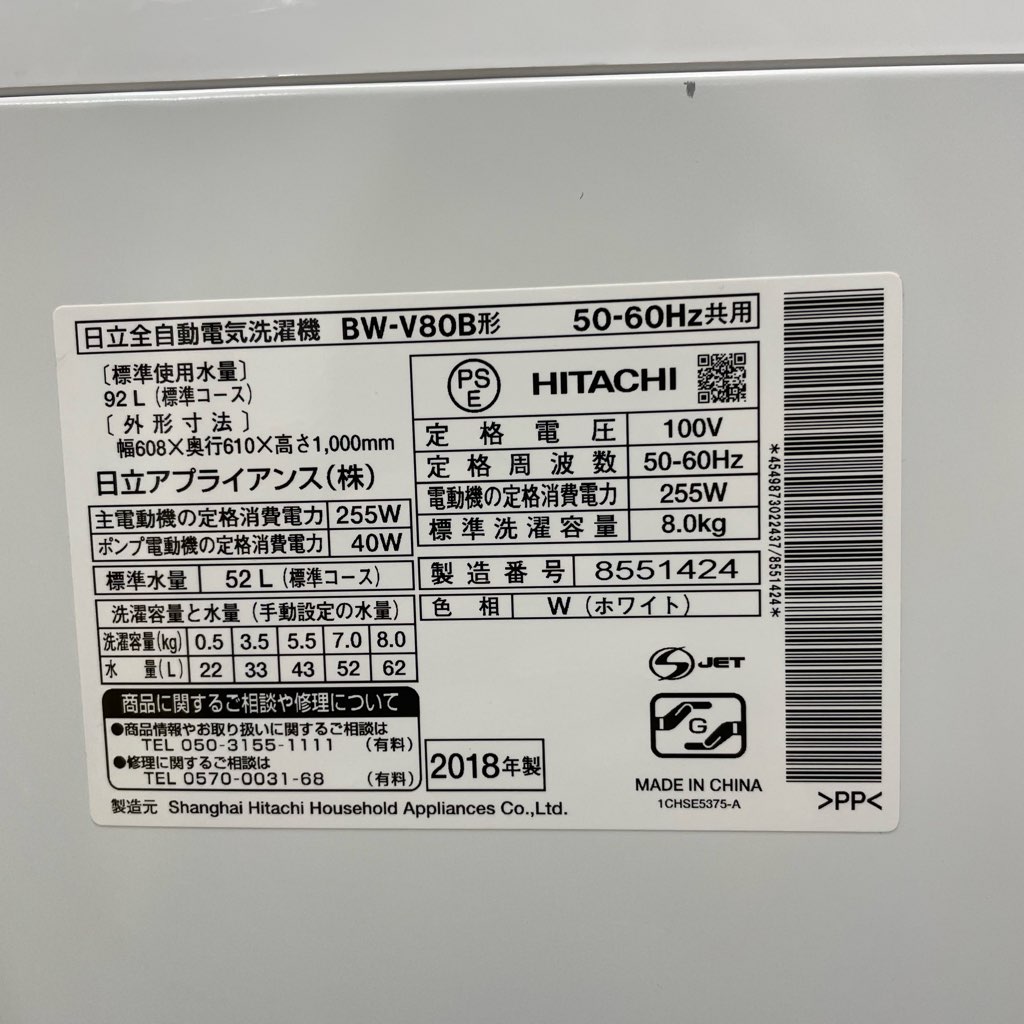 日立全自動電気洗濯機 BW-V80B形 50-60Hz共用
〔標準使用水量〕
92 L (標準コース)
〔外形寸法〕
幅608×奥行610×高さ1,000mm
日立アプライアンス(株)
主電動機の定格消費電力 255W
ポンプ電動機の定格消費電力 40W
標準水量 52 L (標準コース)
洗濯容量と水量 (手動設定の水量)
洗濯容量(kg) 0.5 3.5 5.5 7.0 8.0
水量(L) 22 33 43 52 62
商品に関するご相談や修理について
●商品情報やお取り扱いに関するご相談は
TEL 050-3155-1111 (有料)
●修理に関するご相談は
TEL 0570-0031-68 (有料)
2018年製
製造元 Shanghai Hitachi Household Appliances Co.,Ltd.
PS
E
HITACHI
定格電圧 100V
定格周波数 50-60Hz
電動機の定格消費電力 255W
標準洗濯容量 8.0kg
製造番号 8551424
色相 W (ホワイト)
S JET
G
MADE IN CHINA
1CHSE5375-A
*4549873022437/8551424*
>PP<